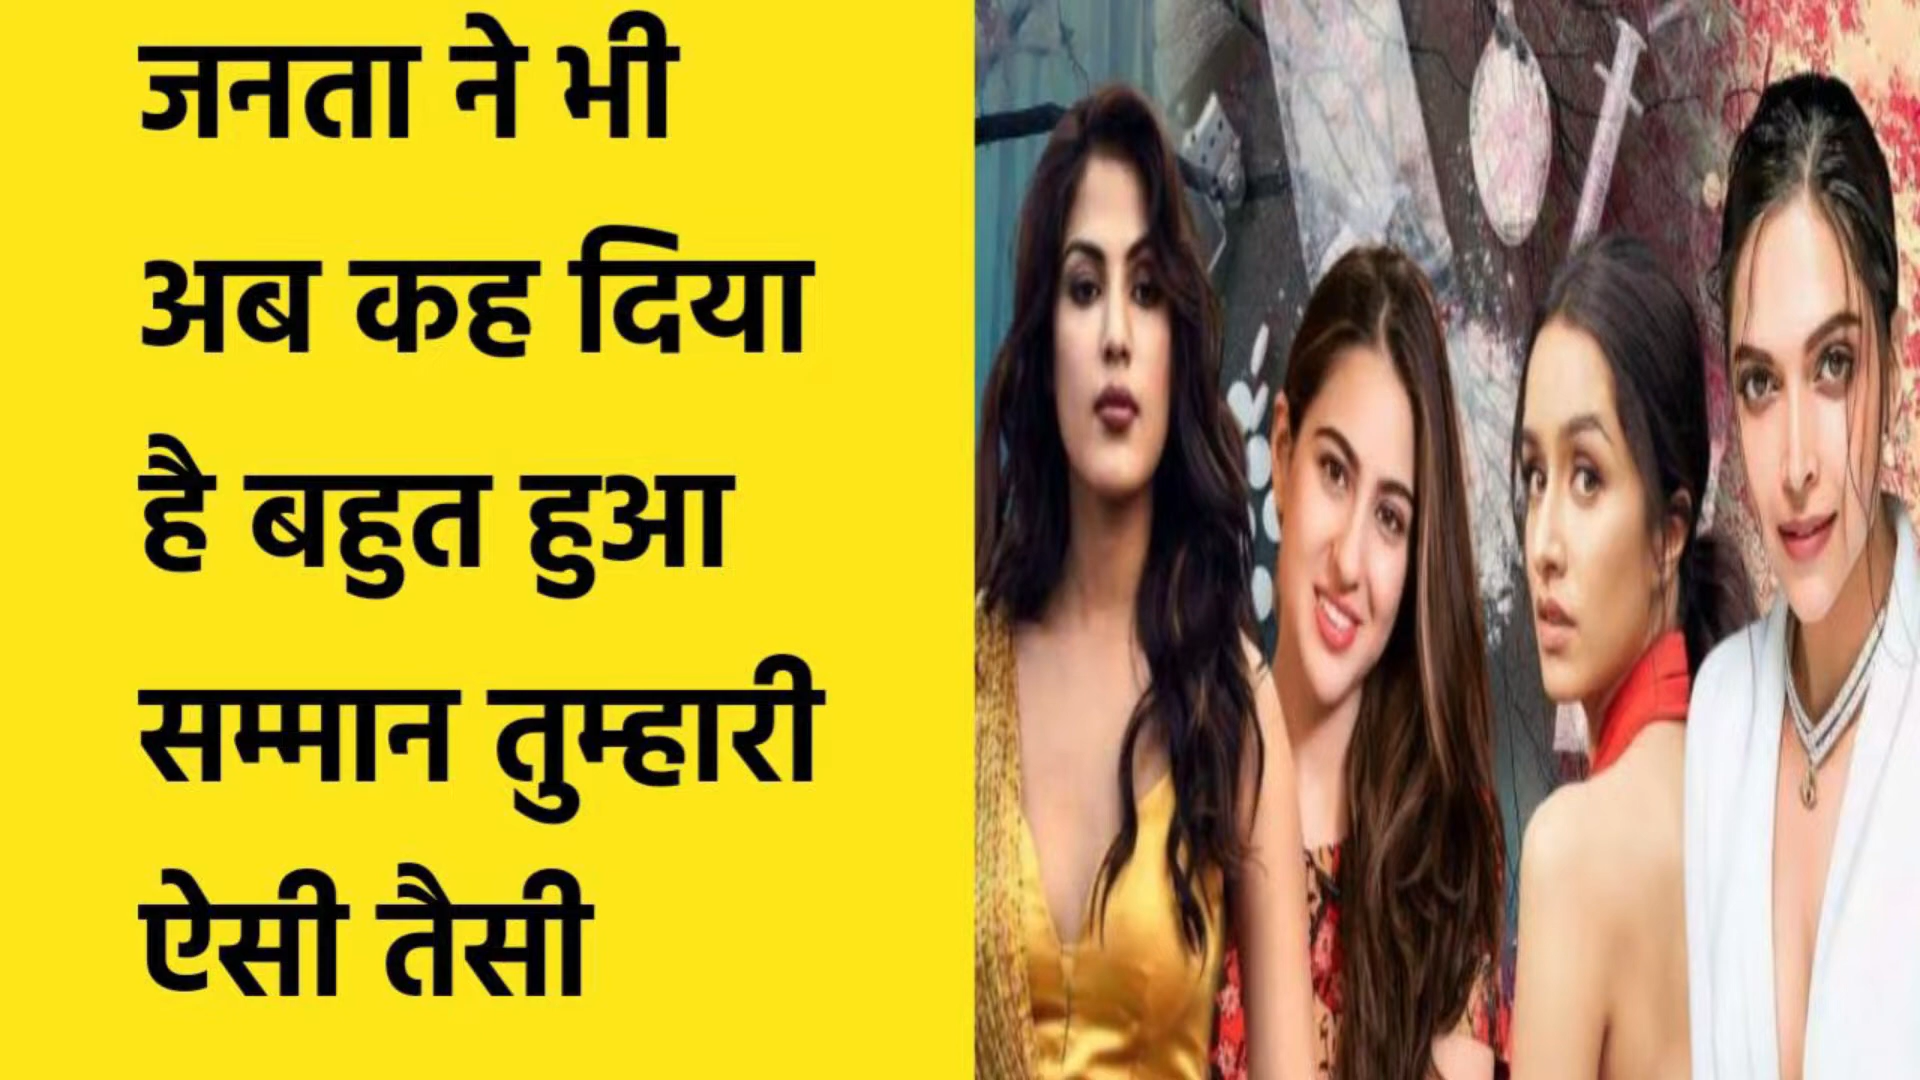 जनता ने भी
अब कह दिया
है बहुत हुआ
सम्मान तुम्हारी
ऐसी तैसी